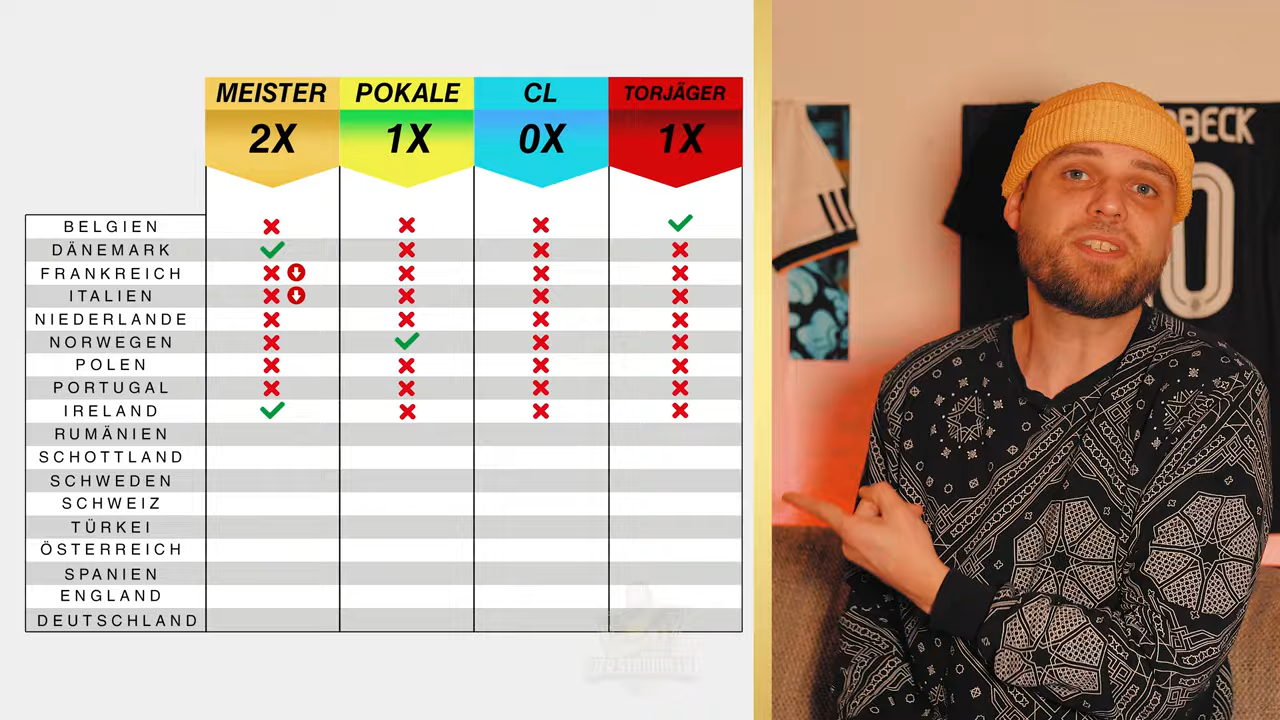 MEISTER POKALE CL TORJÄGER
2X 1X 0X 1X
BELGIEN
DÄNEMARK
FRANKREICH
ITALIEN
NIEDERLANDE
NORWEGEN
POLEN
PORTUGAL
IRELAND
RUMÄNIEN
SCHOTTLAND
SCHWEDEN
SCHWEIZ
TÜRKEI
ÖSTERREICH
SPANIEN
ENGLAND
DEUTSCHLAND